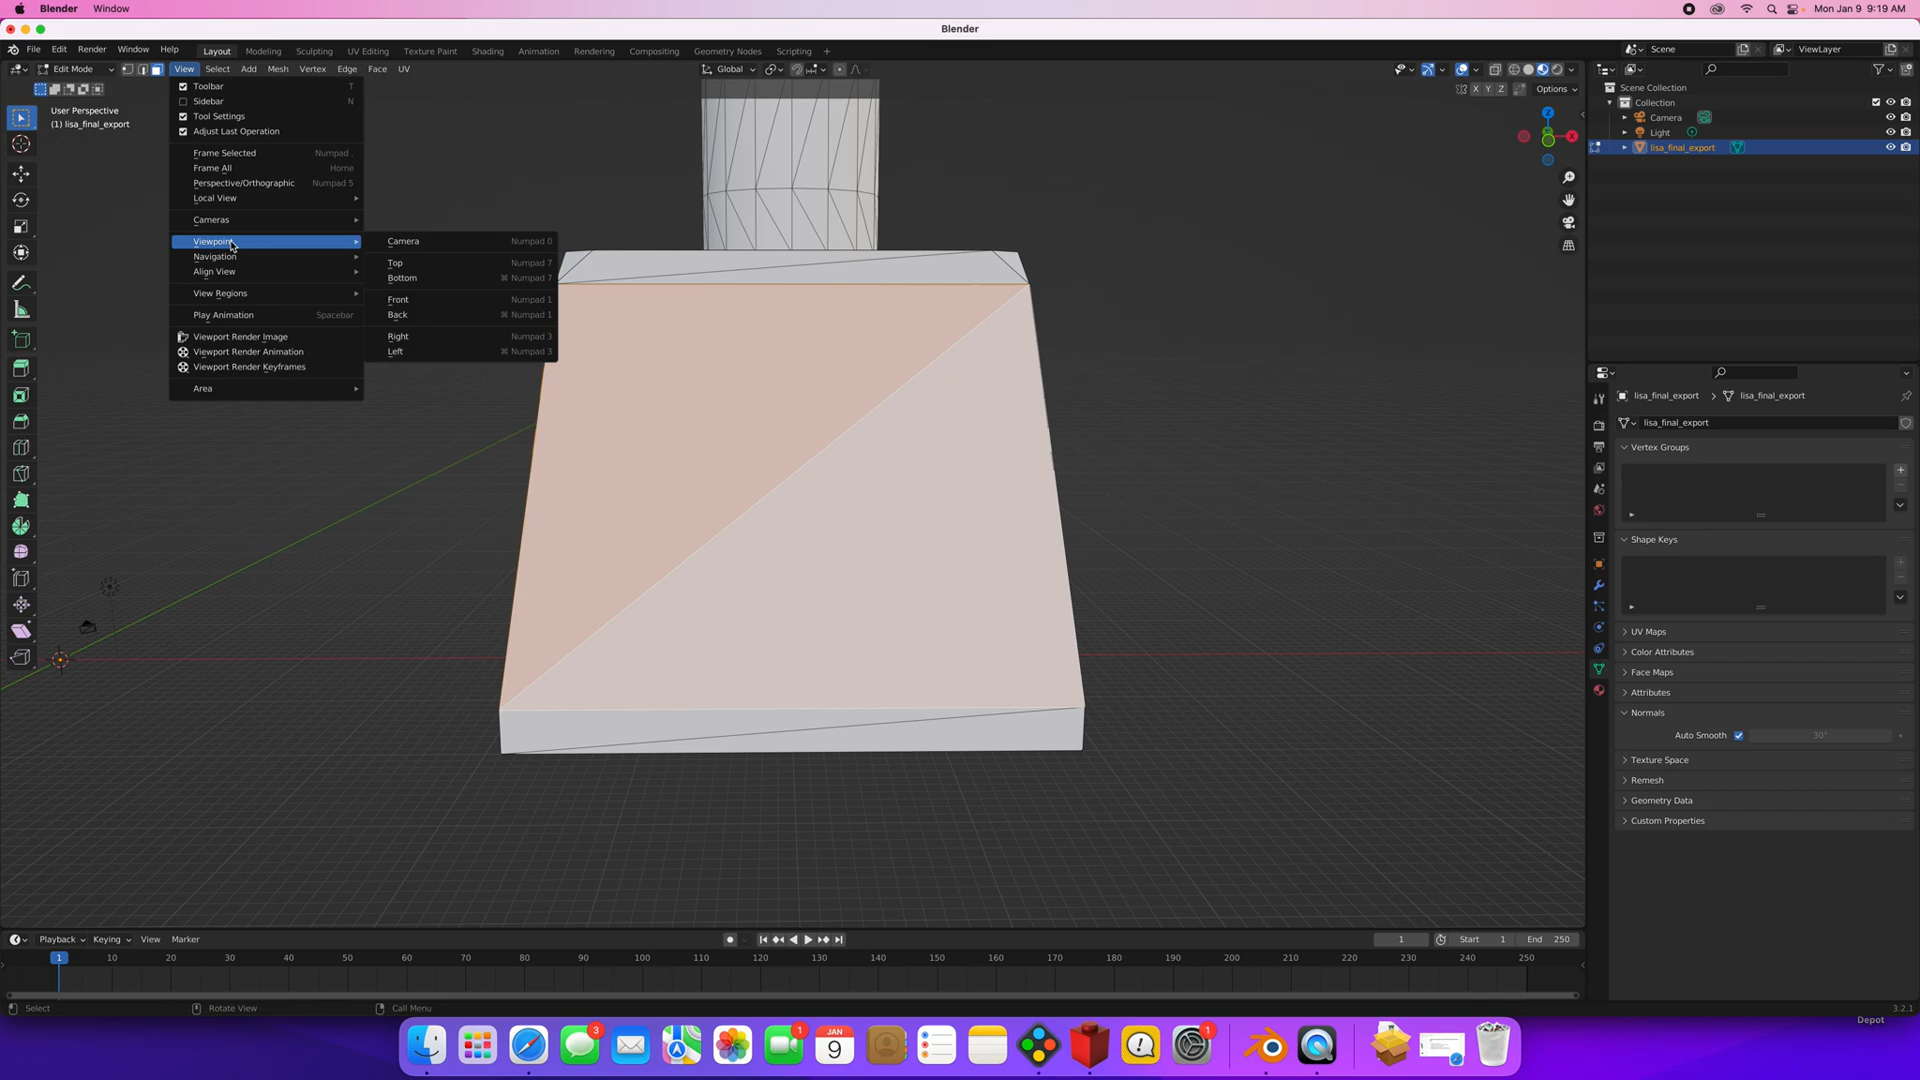 Blender Window Mon Jan 9 9:19 AM
Blender
File Edit Render Window Help Layout Modeling Sculpting UV Editing Texture Paint Shading Animation Rendering Compositing Geometry Nodes Scripting + Scene ViewLayer
Edit Mode View Select Add Mesh Vertex Edge Face UV Global
X Y Z Options
User Perspective
(1) lisa_final_export
Toolbar T
Sidebar N
Tool Settings
Adjust Last Operation
Frame Selected Numpad .
Frame All Home
Perspective/Orthographic Numpad 5
Local View
Cameras
Viewpoint
Navigation
Align View
View Regions
Play Animation Spacebar
Viewport Render Image
Viewport Render Animation
Viewport Render Keyframes
Area
Camera Numpad 0
Top Numpad 7
Bottom ⌘ Numpad 7
Front Numpad 1
Back ⌘ Numpad 1
Right Numpad 3
Left ⌘ Numpad 3
Z
X
Scene Collection
Collection
Camera
Light
lisa_final_export
lisa_final_export > lisa_final_export
lisa_final_export
Vertex Groups
Shape Keys
UV Maps
Color Attributes
Face Maps
Attributes
Normals
Auto Smooth 30°
Texture Space
Remesh
Geometry Data
Custom Properties
Playback Keying View Marker 1 Start 1 End 250
1 10 20 30 40 50 60 70 80 90 100 110 120 130 140 150 160 170 180 190 200 210 220 230 240 250
Select Rotate View Call Menu 3.2.1
Depot
3 1 JAN 9 1